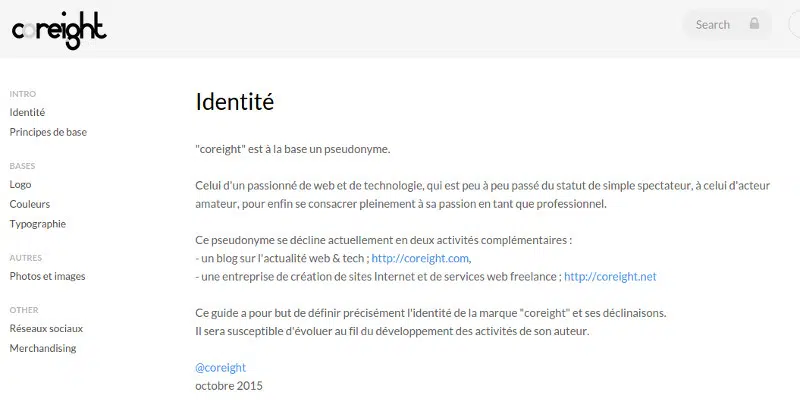 coreight
Search
INTRO
Identité
Principes de base
BASES
Logo
Couleurs
Typographie
AUTRES
Photos et images
OTHER
Réseaux sociaux
Merchandising
Identité
"coreight" est à la base un pseudonyme.
Celui d'un passionné de web et de technologie, qui est peu à peu passé du statut de simple spectateur, à celui d'acteur
amateur, pour enfin se consacrer pleinement à sa passion en tant que professionnel.
Ce pseudonyme se décline actuellement en deux activités complémentaires :
- un blog sur l'actualité web & tech ; http://coreight.com,
- une entreprise de création de sites Internet et de services web freelance ; http://coreight.net
Ce guide a pour but de définir précisément l'identité de la marque "coreight" et ses déclinaisons.
Il sera susceptible d'évoluer au fil du développement des activités de son auteur.
@coreight
octobre 2015